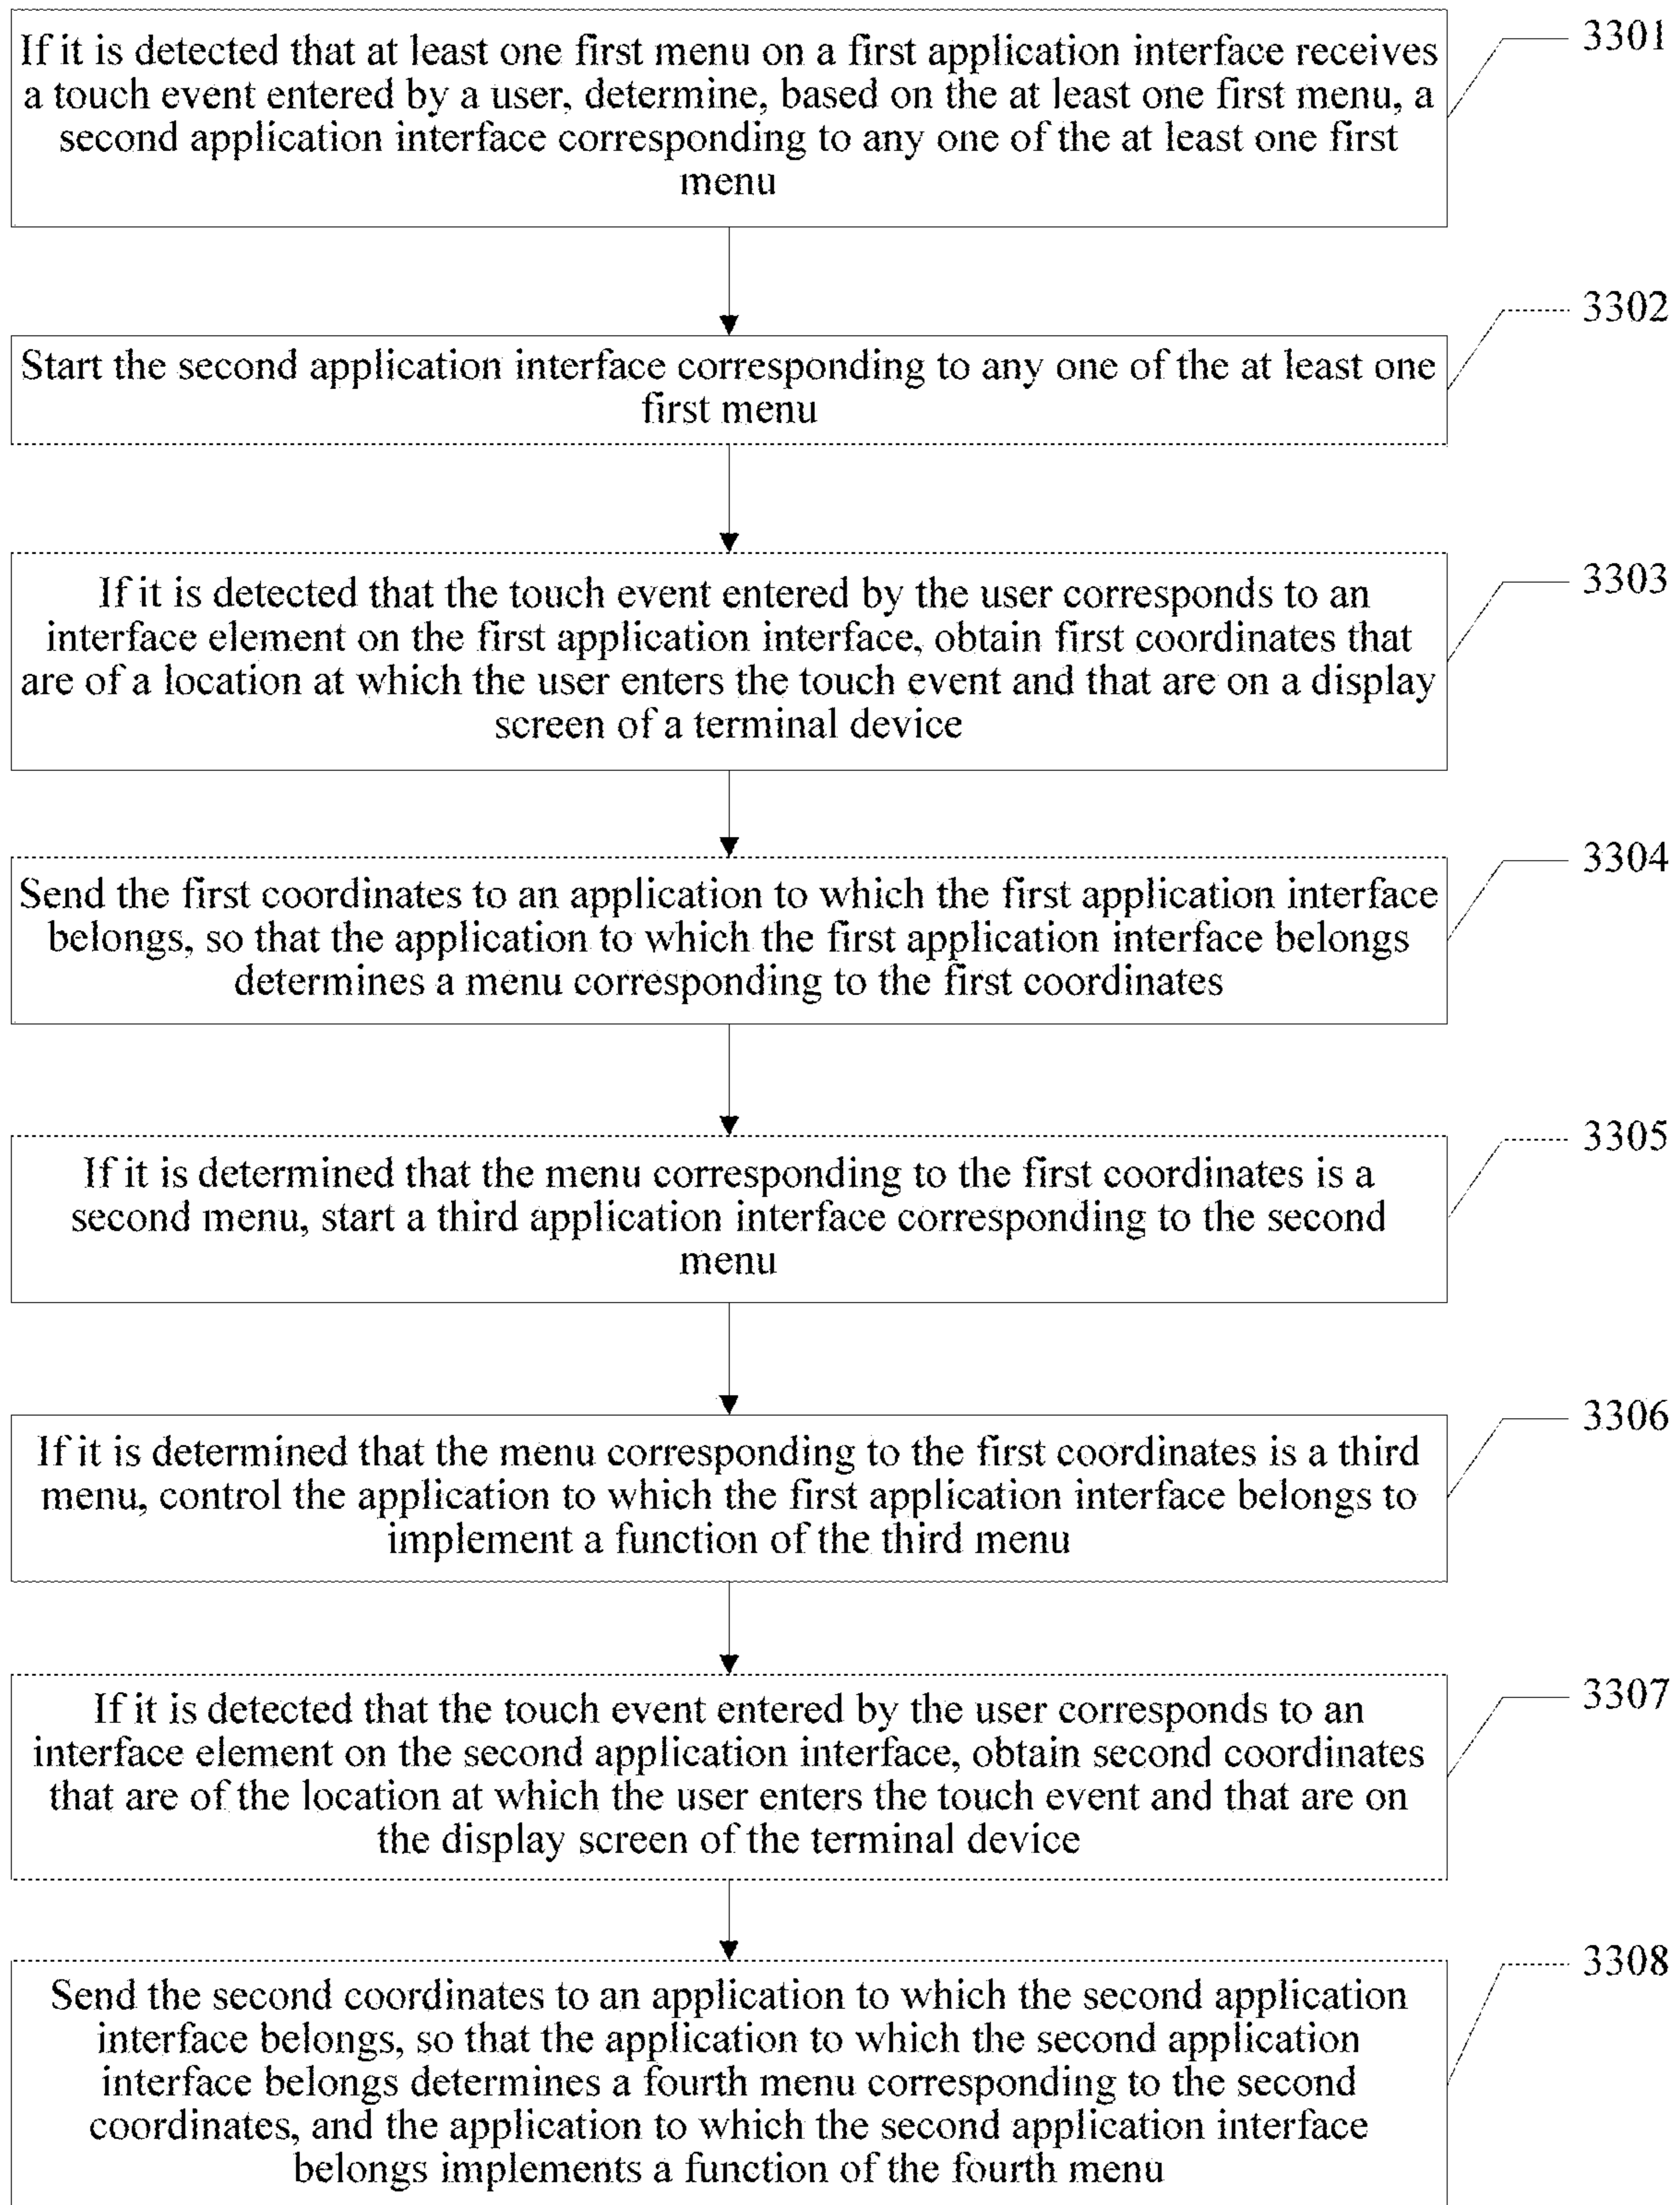 If it is detected that at least one first menu on a first application interface receives
a touch event entered by a user, determine, based on the at least one first menu, a
second application interface corresponding to any one of the at least one first
menu
3301
Start the second application interface corresponding to any one of the at least one
first menu
3302
If it is detected that the touch event entered by the user corresponds to an
interface element on the first application interface, obtain first coordinates that
are of a location at which the user enters the touch event and that are on a display
screen of a terminal device
3303
Send the first coordinates to an application to which the first application interface
belongs, so that the application to which the first application interface belongs
determines a menu corresponding to the first coordinates
3304
If it is determined that the menu corresponding to the first coordinates is a
second menu, start a third application interface corresponding to the second
menu
3305
If it is determined that the menu corresponding to the first coordinates is a third
menu, control the application to which the first application interface belongs to
implement a function of the third menu
3306
If it is detected that the touch event entered by the user corresponds to an
interface element on the second application interface, obtain second coordinates
that are of the location at which the user enters the touch event and that are on
the display screen of the terminal device
3307
Send the second coordinates to an application to which the second application
interface belongs, so that the application to which the second application
interface belongs determines a fourth menu corresponding to the second
coordinates, and the application to which the second application interface
belongs implements a function of the fourth menu
3308